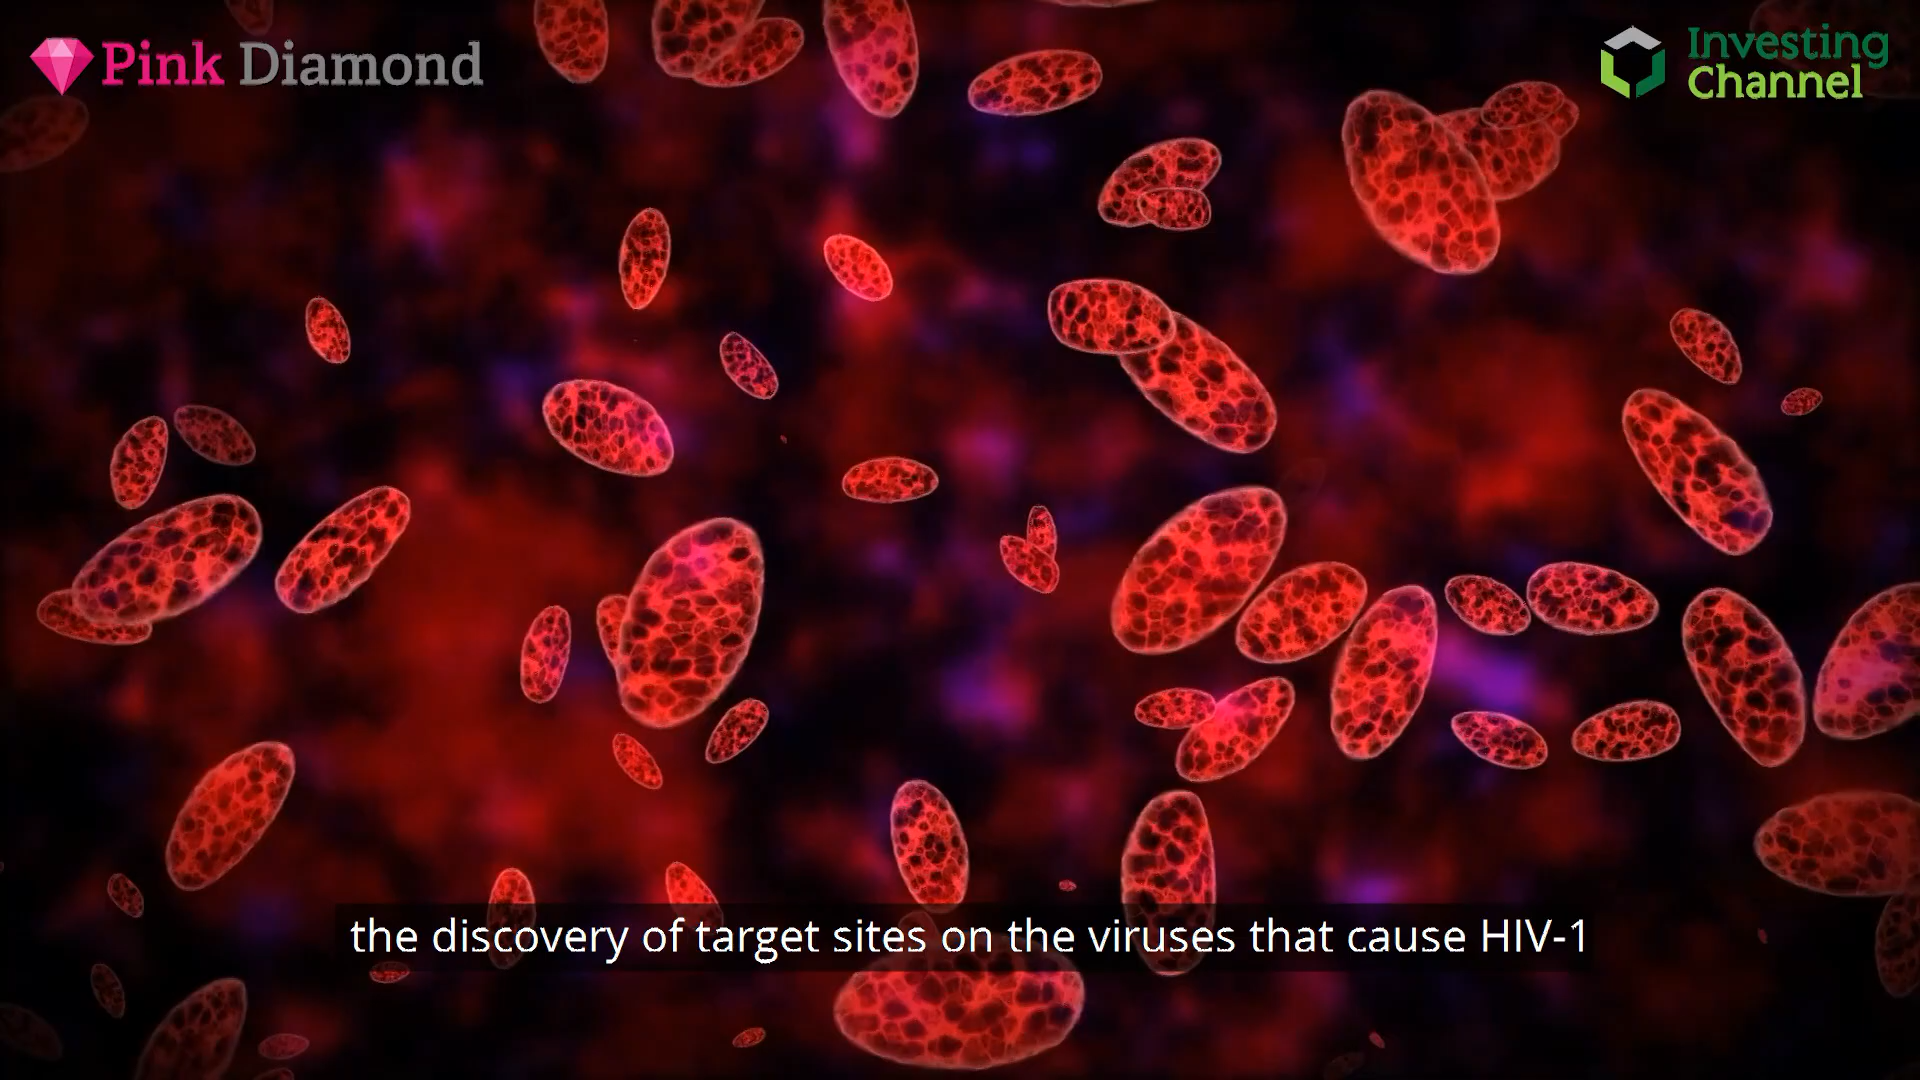 Pink Diamond
Investing
Channel
the discovery of target sites on the viruses that cause HIV-1